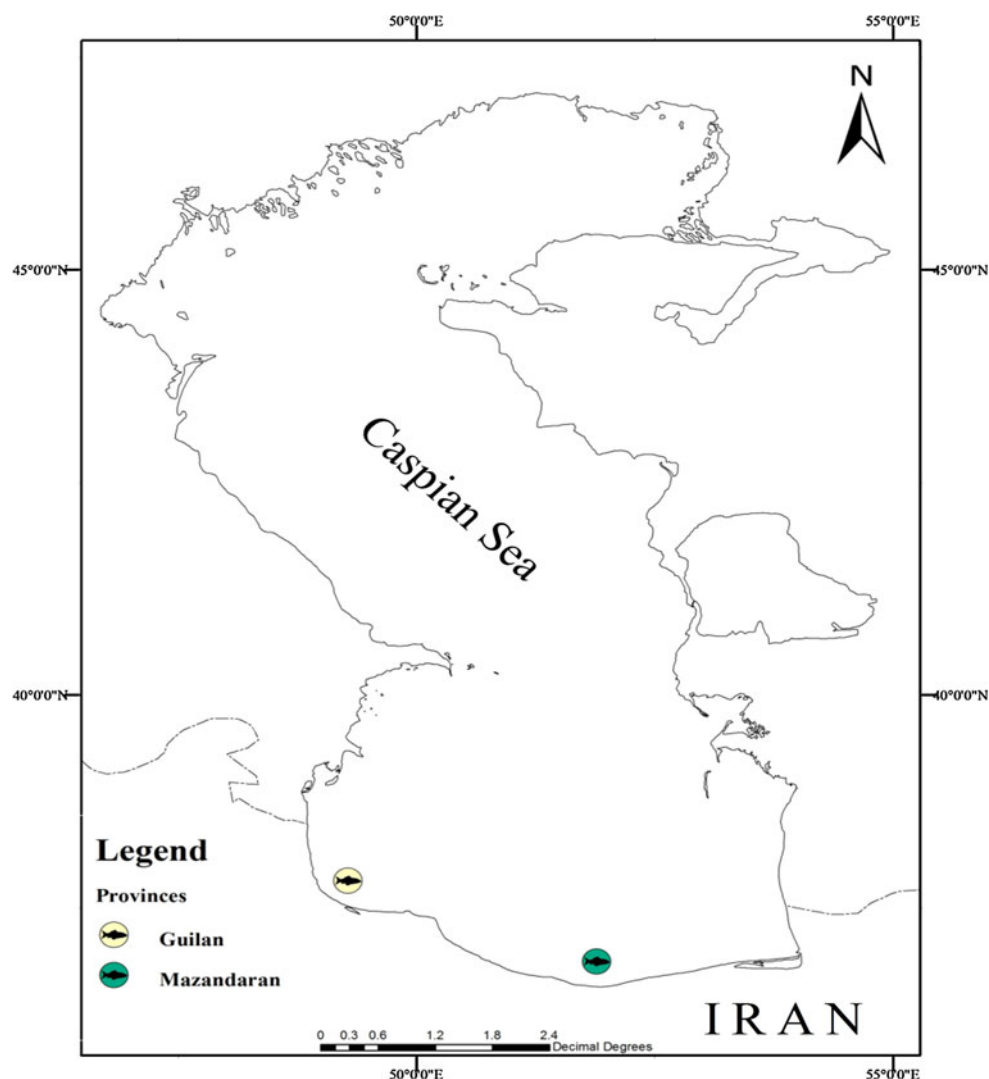 50°0'0"E
55°0'0"E
N
45°0'0"N
45°0'0"N
Caspian Sea
40°0'0"N
40°0'0"N
Legend
Provinces
Guilan
Mazandaran
IRAN
0 0.3 0.6 1.2 1.8 2.4
Decimal Degrees
50°0'0"E
55°0'0"E